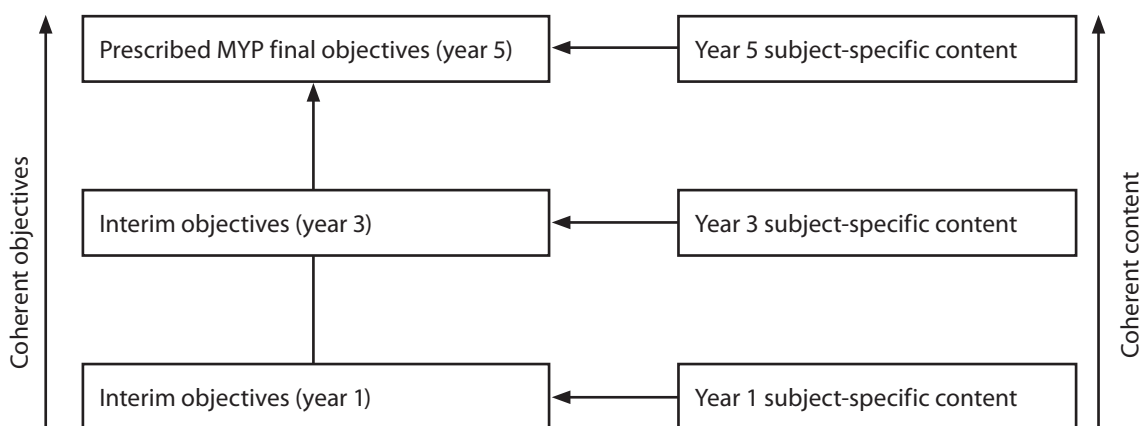 Prescribed MYP final objectives (year 5)
Year 5 subject-specific content
Coherent objectives
Interim objectives (year 3)
Year 3 subject-specific content
Coherent content
Interim objectives (year 1)
Year 1 subject-specific content